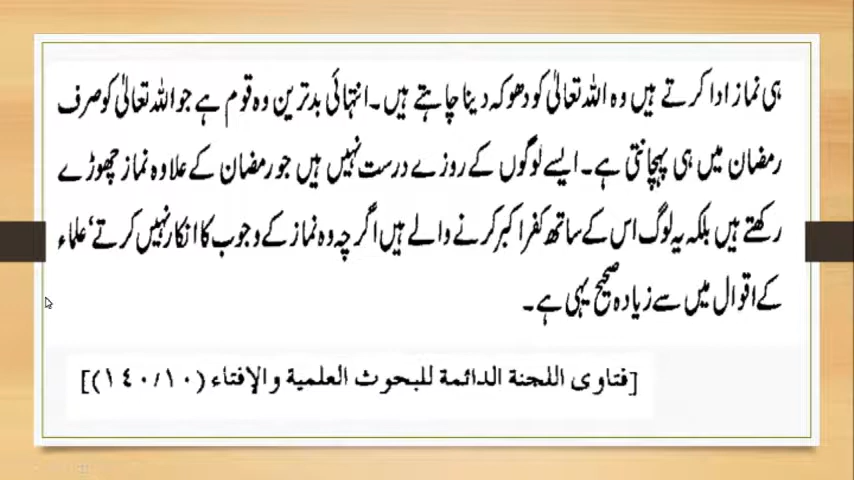 ہی نماز ادا کرتے ہیں وہ اللہ تعالیٰ کو دھوکہ دینا چاہتے ہیں۔ انتہائی بدترین وہ قوم ہے جو اللہ تعالیٰ کو صرف
رمضان میں ہی پہچانتی ہے۔ ایسے لوگوں کے روزے درست نہیں ہیں جو رمضان کے علاوہ نماز چھوڑے
رکھتے ہیں بلکہ یہ لوگ اس کے ساتھ کفر اکبر کرنے والے ہیں اگرچہ وہ نماز کے وجوب کا انکار نہیں کرتے‘ علماء
کے اقوال میں سے زیادہ صحیح یہی ہے۔
[فتاوى اللجنة الدائمة للبحوث العلمية والإفتاء (١٤٠/١٠)]